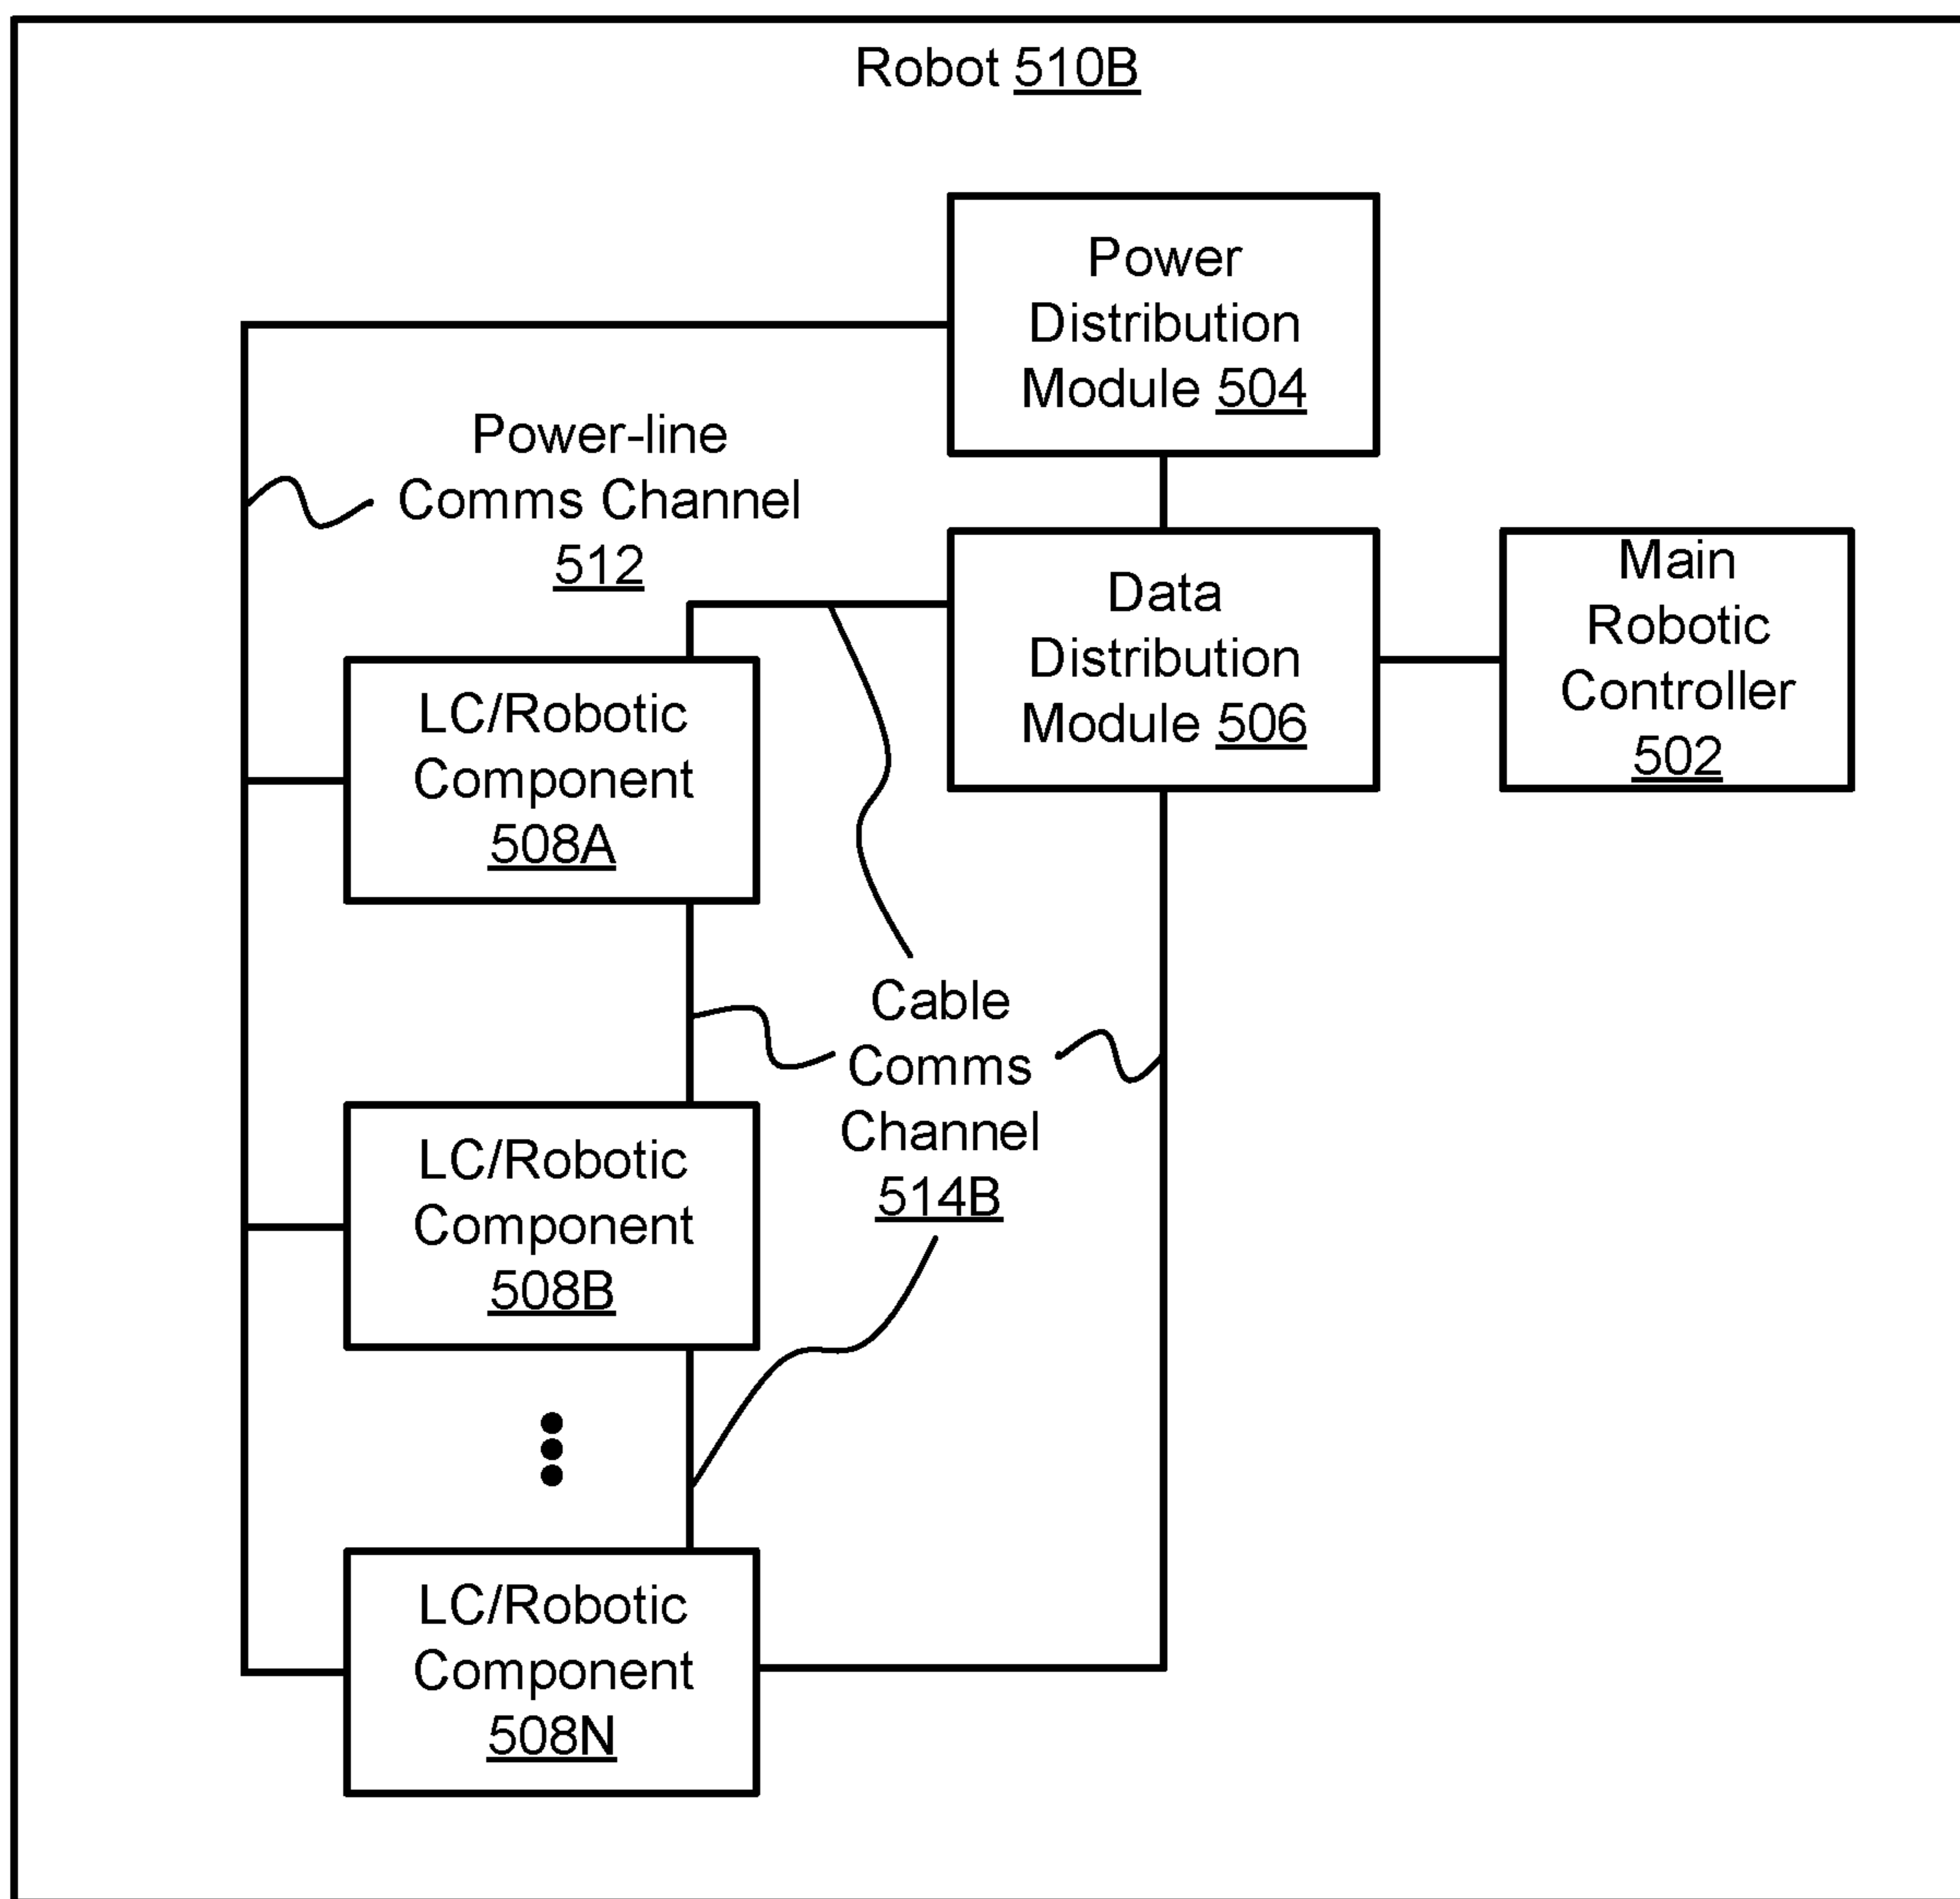 Robot 510B
Power
Distribution
Module 504
Power-line
Comms Channel
512
Data
Distribution
Module 506
Main
Robotic
Controller
502
LC/Robotic
Component
508A
Cable
Comms
Channel
514B
LC/Robotic
Component
508B
LC/Robotic
Component
508N